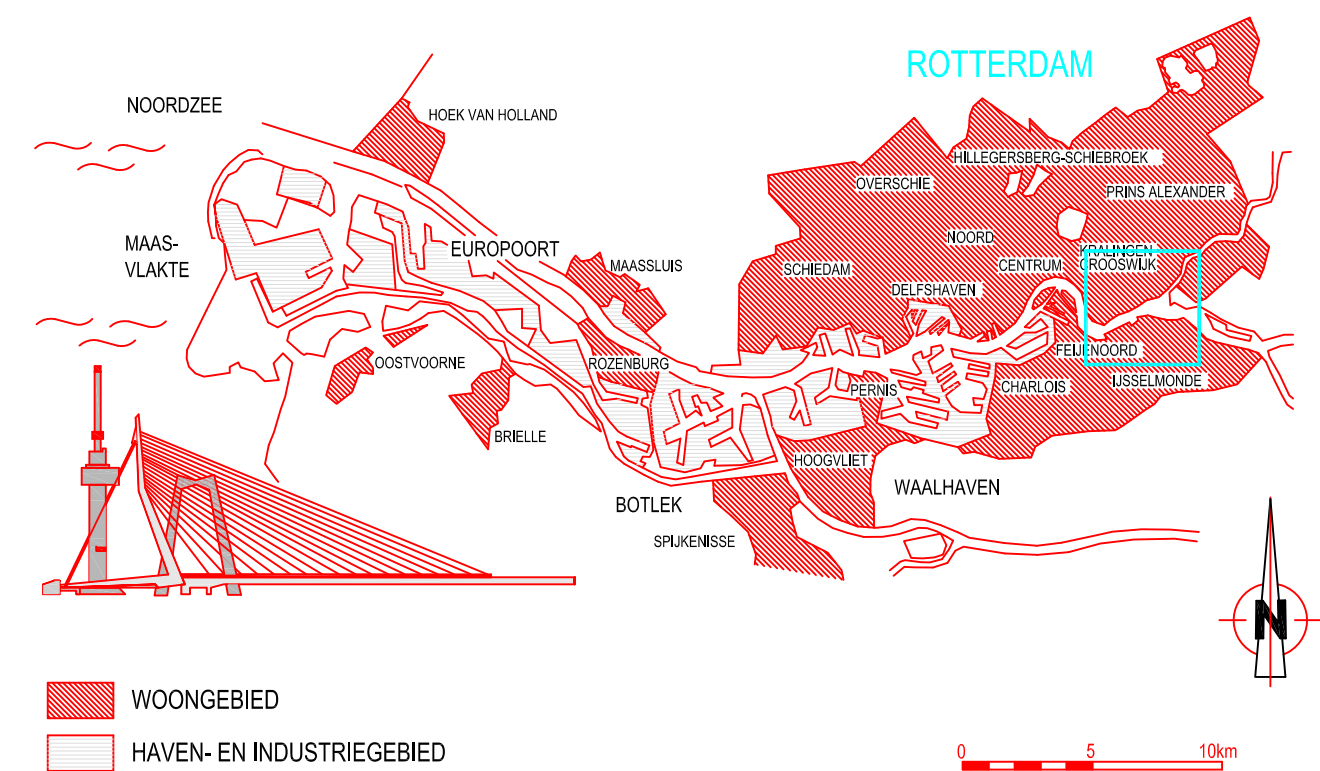 ROTTERDAM
NOORDZEE
HOEK VAN HOLLAND
HILLEGERSBERG-SCHIEBROEK
OVERSCHIE
PRINS ALEXANDER
MAAS-
VLAKTE
EUROPOORT
NOORD
KRALINGEN
CROOSWIJK
MAASSLUIS
SCHIEDAM
CENTRUM
DELFSHAVEN
OOSTVOORNE
ROZENBURG
FEIJENOORD
PERNIS
CHARLOIS
IJSSELMONDE
BRIELLE
HOOGVLIET
WAALHAVEN
BOTLEK
SPIJKENISSE
N
WOONGEBIED
HAVEN- EN INDUSTRIEGEBIED
0 5 10km